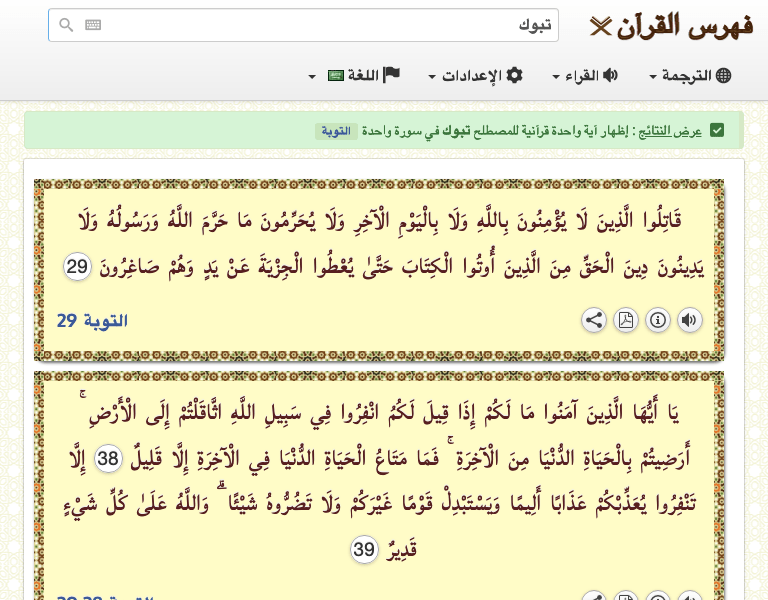 فهرس القرآن
تبوك
الترجمة
القراء
الإعدادات
اللغة
عرض النتائج : إظهار آية واحدة قرآنية للمصطلح تبوك في سورة واحدة التوبة
قَاتِلُوا الَّذِينَ لَا يُؤْمِنُونَ بِاللَّهِ وَلَا بِالْيَوْمِ الْآخِرِ وَلَا يُحَرِّمُونَ مَا حَرَّمَ اللَّهُ وَرَسُولُهُ وَلَا
يَدِينُونَ دِينَ الْحَقِّ مِنَ الَّذِينَ أُوتُوا الْكِتَابَ حَتَّىٰ يُعْطُوا الْجِزْيَةَ عَنْ يَدٍ وَهُمْ صَاغِرُونَ 29
التوبة 29
يَا أَيُّهَا الَّذِينَ آمَنُوا مَا لَكُمْ إِذَا قِيلَ لَكُمُ انْفِرُوا فِي سَبِيلِ اللَّهِ اثَّاقَلْتُمْ إِلَى الْأَرْضِ ۚ
أَرَضِيتُمْ بِالْحَيَاةِ الدُّنْيَا مِنَ الْآخِرَةِ ۚ فَمَا مَتَاعُ الْحَيَاةِ الدُّنْيَا فِي الْآخِرَةِ إِلَّا قَلِيلٌ 38 إِلَّا
تَنْفِرُوا يُعَذِّبْكُمْ عَذَابًا أَلِيمًا وَيَسْتَبْدِلْ قَوْمًا غَيْرَكُمْ وَلَا تَضُرُّوهُ شَيْئًا ۗ وَاللَّهُ عَلَىٰ كُلِّ شَيْءٍ
قَدِيرٌ 39